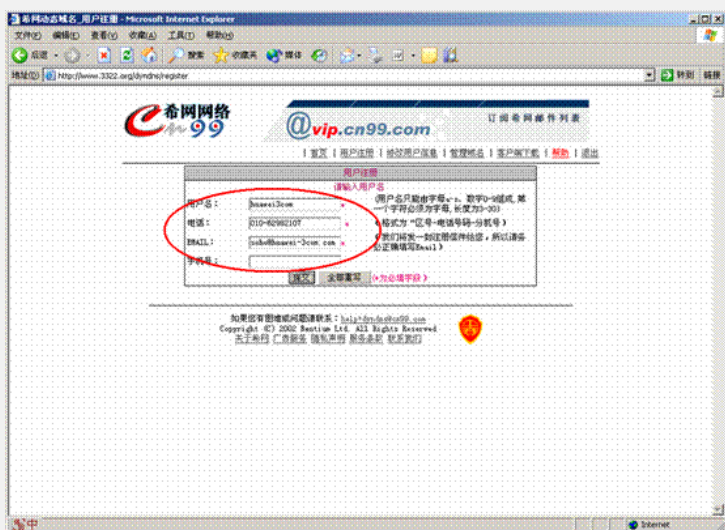 希网动态域名_用户注册 - Microsoft Internet Explorer
文件(F) 编辑(E) 查看(V) 收藏(A) 工具(T) 帮助(H)
后退 搜索 收藏夹 媒体
地址(D) http://www.3322.org/dyndns/register 转到 链接
希网网络
99
@vip.cn99.com
订阅希网邮件列表
| 首页 | 用户注册 | 修改用户信息 | 管理域名 | 客户端下载 | 帮助 | 退出
用户注册
请输入用户名
用户名: huawei3com * (用户名只能由字母a-z、数字0-9组成,第
一个字符必须为字母,长度为3-30)
电话: 010-62982107 * (格式为 "区号-电话号码-分机号)
EMAIL: @huawei-3com.com * (我们将发一封注册信件给您,所以请务
必正确填写Email)
手机号:
提交 全部重写 (*为必填字段)
如果您有困难或问题请联系:
Copyright (C) 2002 Bentium Ltd. All Rights Reserved
关于希网 广告服务 隐私声明 服务条款 联系我们
中
Internet